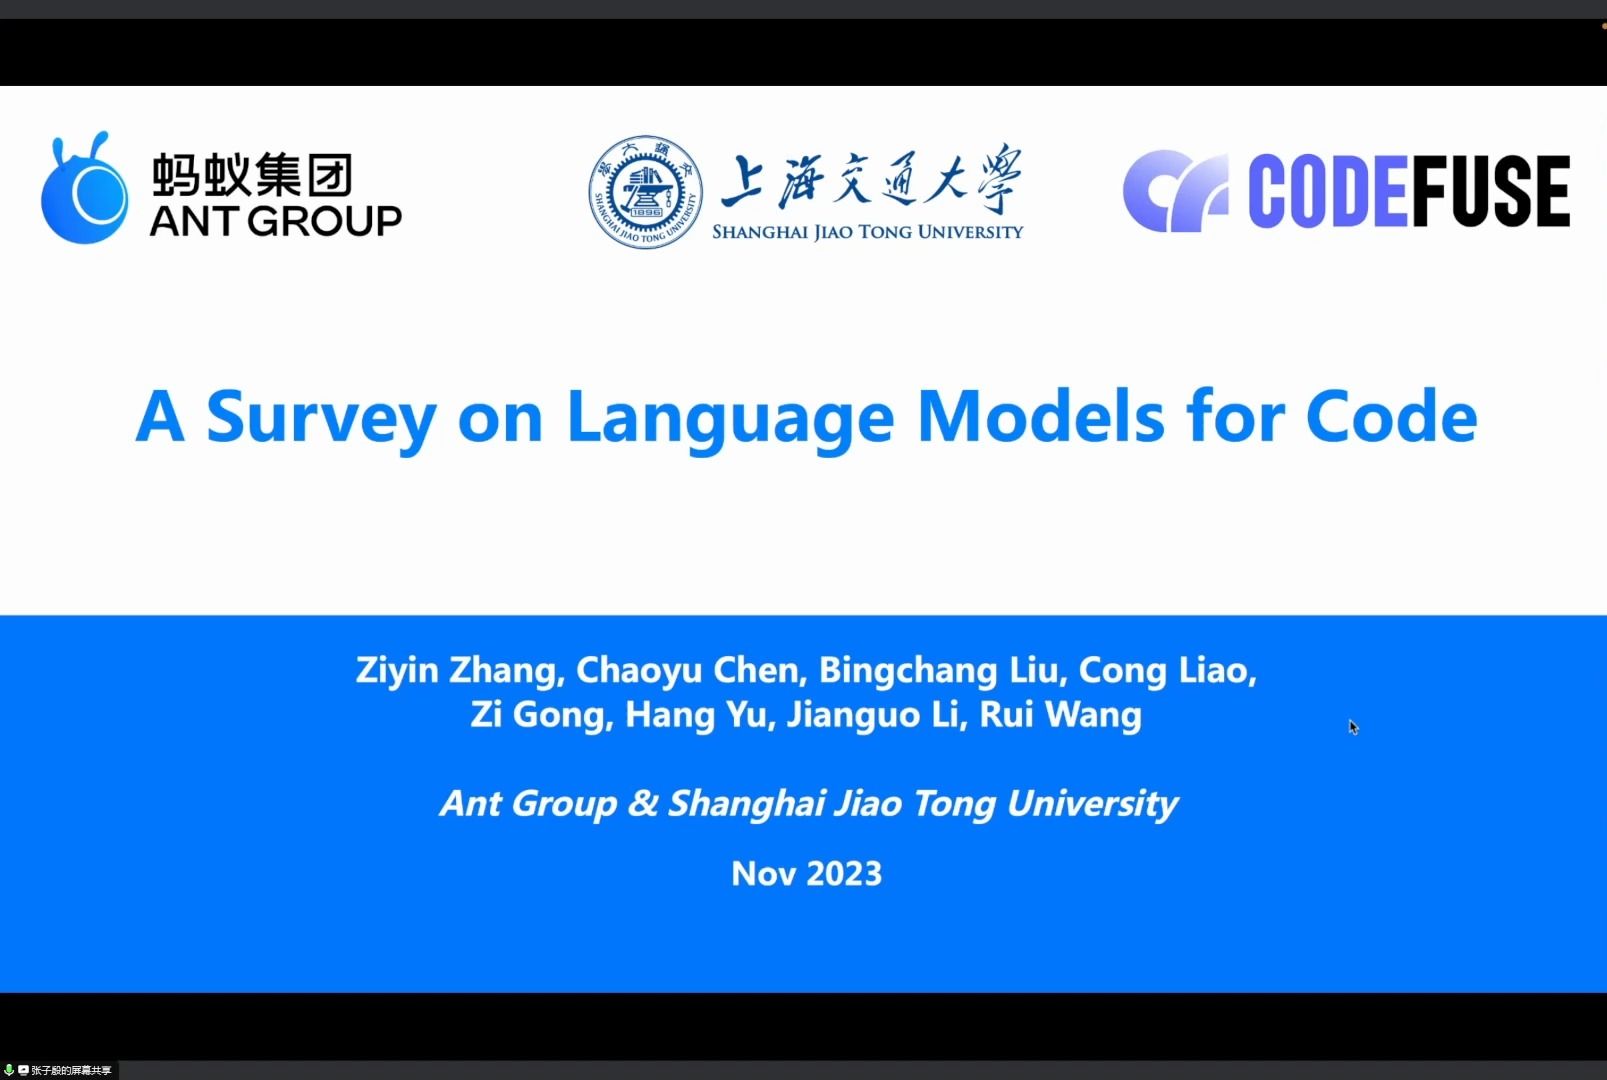 蚂蚁集团
ANT GROUP
上海交通大学
SHANGHAI JIAO TONG UNIVERSITY
1896
SHANGHAI JIAO TONG UNIVERSITY
CODEFUSE
A Survey on Language Models for Code
Ziyin Zhang, Chaoyu Chen, Bingchang Liu, Cong Liao,
Zi Gong, Hang Yu, Jianguo Li, Rui Wang
Ant Group & Shanghai Jiao Tong University
Nov 2023
张子殷的屏幕共享